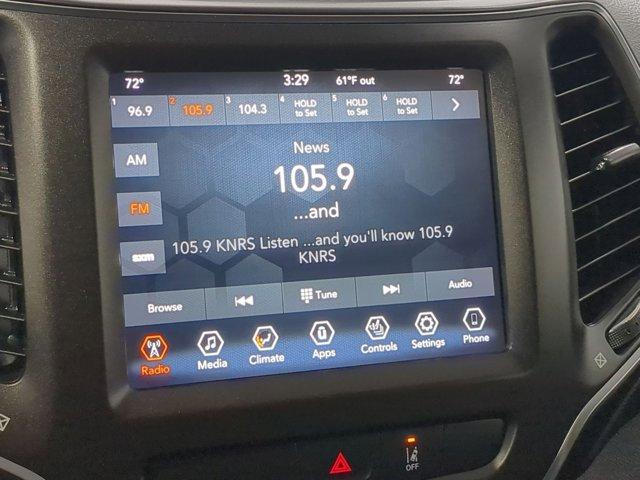 72° 3:29 61°F out 72°
1 96.9 2 105.9 3 104.3 4 HOLD to Set 5 HOLD to Set 6 HOLD to Set
AM
News
105.9
FM
...and
sxm
105.9 KNRS Listen ...and you'll know 105.9
KNRS
Browse Tune Audio
Radio Media Climate Apps Controls Settings Phone
OFF